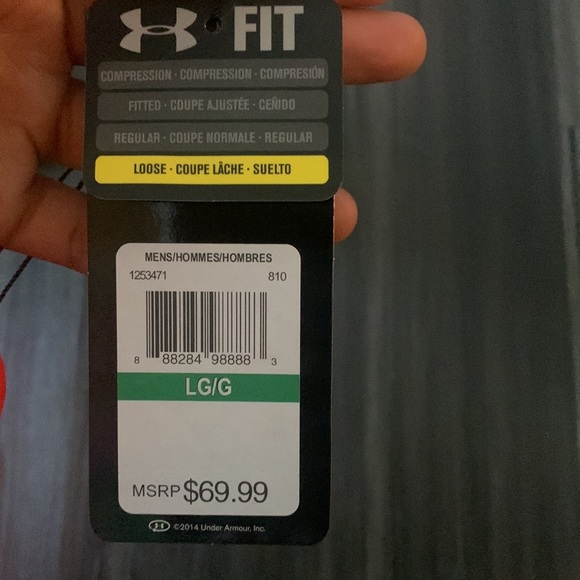 FIT
COMPRESSION · COMPRESSION · COMPRESIÓN
FITTED · COUPE AJUSTÉE · CEÑIDO
REGULAR · COUPE NORMALE · REGULAR
LOOSE · COUPE LÂCHE · SUELTO
MENS/HOMMES/HOMBRES
1253471 810
8 88284 98888 3
LG/G
MSRP $69.99
©2014 Under Armour, Inc.